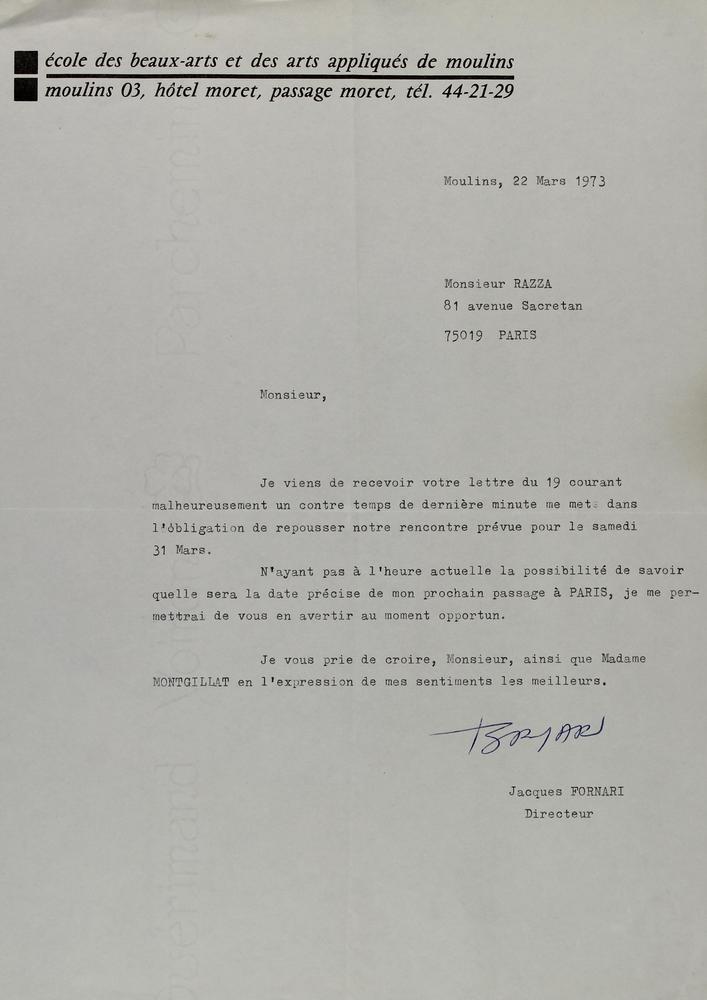 école des beaux-arts et des arts appliqués de moulins
moulins 03, hôtel moret, passage moret, tél. 44-21-29
Moulins, 22 Mars 1973
Monsieur RAZZA
81 avenue Sacretan
75019 PARIS
Monsieur,
Je viens de recevoir votre lettre du 19 courant
malheureusement un contre temps de dernière minute me mets dans
l'ôbligation de repousser notre rencontre prévue pour le samedi
31 Mars.
N'ayant pas à l'heure actuelle la possibilité de savoir
quelle sera la date précise de mon prochain passage à PARIS, je me per-
mettrai de vous en avertir au moment opportun.
Je vous prie de croire, Monsieur, ainsi que Madame
MONTGILLAT en l'expression de mes sentiments les meilleurs.
Jacques FORNARI
Directeur